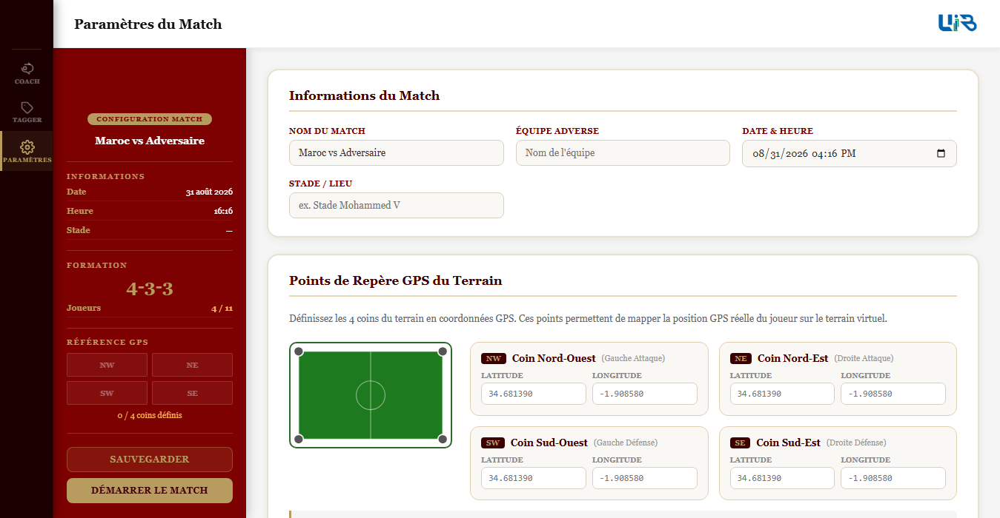 Paramètres du Match
UiB
COACH
TAGGER
PARAMÈTRES
CONFIGURATION MATCH
Maroc vs Adversaire
INFORMATIONS
Date 31 août 2026
Heure 16:16
Stade —
FORMATION
4-3-3
Joueurs 4 / 11
RÉFÉRENCE GPS
NW NE
SW SE
0 / 4 coins définis
SAUVEGARDER
DÉMARRER LE MATCH
Informations du Match
NOM DU MATCH ÉQUIPE ADVERSE DATE & HEURE
Maroc vs Adversaire Nom de l'équipe 08/31/2026 04:16 PM
STADE / LIEU
ex. Stade Mohammed V
Points de Repère GPS du Terrain
Définissez les 4 coins du terrain en coordonnées GPS. Ces points permettent de mapper la position GPS réelle du joueur sur le terrain virtuel.
NW Coin Nord-Ouest (Gauche Attaque)
LATITUDE LONGITUDE
34.681390 -1.908580
NE Coin Nord-Est (Droite Attaque)
LATITUDE LONGITUDE
34.681390 -1.908580
SW Coin Sud-Ouest (Gauche Défense)
LATITUDE LONGITUDE
34.681390 -1.908580
SE Coin Sud-Est (Droite Défense)
LATITUDE LONGITUDE
34.681390 -1.908580